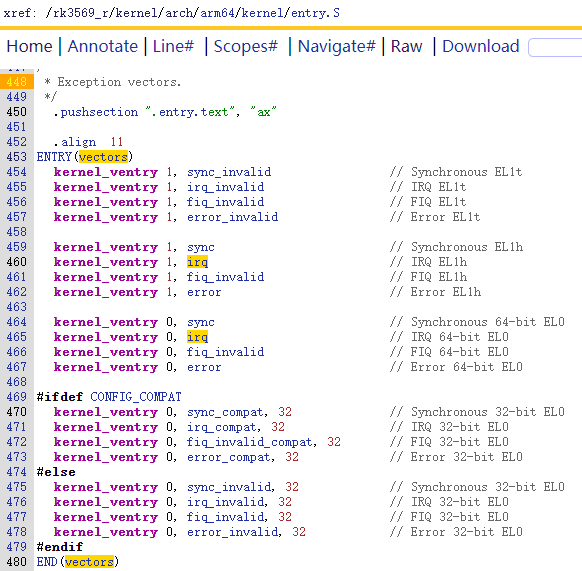 xref: /rk3569_r/kernel/arch/arm64/kernel/entry.S
Home | Annotate | Line# | Scopes# | Navigate# | Raw | Download
448 * Exception vectors.
449 */
450 .pushsection ".entry.text", "ax"
451
452 .align 11
453 ENTRY(vectors)
454 kernel_ventry 1, sync_invalid // Synchronous EL1t
455 kernel_ventry 1, irq_invalid // IRQ EL1t
456 kernel_ventry 1, fiq_invalid // FIQ EL1t
457 kernel_ventry 1, error_invalid // Error EL1t
458
459 kernel_ventry 1, sync // Synchronous EL1h
460 kernel_ventry 1, irq // IRQ EL1h
461 kernel_ventry 1, fiq_invalid // FIQ EL1h
462 kernel_ventry 1, error // Error EL1h
463
464 kernel_ventry 0, sync // Synchronous 64-bit EL0
465 kernel_ventry 0, irq // IRQ 64-bit EL0
466 kernel_ventry 0, fiq_invalid // FIQ 64-bit EL0
467 kernel_ventry 0, error // Error 64-bit EL0
468
469 #ifdef CONFIG_COMPAT
470 kernel_ventry 0, sync_compat, 32 // Synchronous 32-bit EL0
471 kernel_ventry 0, irq_compat, 32 // IRQ 32-bit EL0
472 kernel_ventry 0, fiq_invalid_compat, 32 // FIQ 32-bit EL0
473 kernel_ventry 0, error_compat, 32 // Error 32-bit EL0
474 #else
475 kernel_ventry 0, sync_invalid, 32 // Synchronous 32-bit EL0
476 kernel_ventry 0, irq_invalid, 32 // IRQ 32-bit EL0
477 kernel_ventry 0, fiq_invalid, 32 // FIQ 32-bit EL0
478 kernel_ventry 0, error_invalid, 32 // Error 32-bit EL0
479 #endif
480 END(vectors)